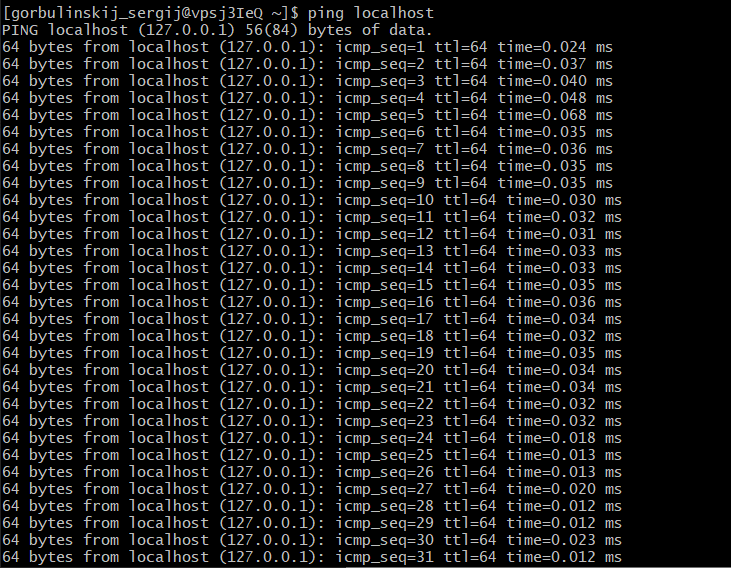 [gorbulinskij_sergij@vpsj3IeQ ~]$ ping localhost
PING localhost (127.0.0.1) 56(84) bytes of data.
64 bytes from localhost (127.0.0.1): icmp_seq=1 ttl=64 time=0.024 ms
64 bytes from localhost (127.0.0.1): icmp_seq=2 ttl=64 time=0.037 ms
64 bytes from localhost (127.0.0.1): icmp_seq=3 ttl=64 time=0.040 ms
64 bytes from localhost (127.0.0.1): icmp_seq=4 ttl=64 time=0.048 ms
64 bytes from localhost (127.0.0.1): icmp_seq=5 ttl=64 time=0.068 ms
64 bytes from localhost (127.0.0.1): icmp_seq=6 ttl=64 time=0.035 ms
64 bytes from localhost (127.0.0.1): icmp_seq=7 ttl=64 time=0.036 ms
64 bytes from localhost (127.0.0.1): icmp_seq=8 ttl=64 time=0.035 ms
64 bytes from localhost (127.0.0.1): icmp_seq=9 ttl=64 time=0.035 ms
64 bytes from localhost (127.0.0.1): icmp_seq=10 ttl=64 time=0.030 ms
64 bytes from localhost (127.0.0.1): icmp_seq=11 ttl=64 time=0.032 ms
64 bytes from localhost (127.0.0.1): icmp_seq=12 ttl=64 time=0.031 ms
64 bytes from localhost (127.0.0.1): icmp_seq=13 ttl=64 time=0.033 ms
64 bytes from localhost (127.0.0.1): icmp_seq=14 ttl=64 time=0.033 ms
64 bytes from localhost (127.0.0.1): icmp_seq=15 ttl=64 time=0.035 ms
64 bytes from localhost (127.0.0.1): icmp_seq=16 ttl=64 time=0.036 ms
64 bytes from localhost (127.0.0.1): icmp_seq=17 ttl=64 time=0.034 ms
64 bytes from localhost (127.0.0.1): icmp_seq=18 ttl=64 time=0.032 ms
64 bytes from localhost (127.0.0.1): icmp_seq=19 ttl=64 time=0.035 ms
64 bytes from localhost (127.0.0.1): icmp_seq=20 ttl=64 time=0.034 ms
64 bytes from localhost (127.0.0.1): icmp_seq=21 ttl=64 time=0.034 ms
64 bytes from localhost (127.0.0.1): icmp_seq=22 ttl=64 time=0.032 ms
64 bytes from localhost (127.0.0.1): icmp_seq=23 ttl=64 time=0.032 ms
64 bytes from localhost (127.0.0.1): icmp_seq=24 ttl=64 time=0.018 ms
64 bytes from localhost (127.0.0.1): icmp_seq=25 ttl=64 time=0.013 ms
64 bytes from localhost (127.0.0.1): icmp_seq=26 ttl=64 time=0.013 ms
64 bytes from localhost (127.0.0.1): icmp_seq=27 ttl=64 time=0.020 ms
64 bytes from localhost (127.0.0.1): icmp_seq=28 ttl=64 time=0.012 ms
64 bytes from localhost (127.0.0.1): icmp_seq=29 ttl=64 time=0.012 ms
64 bytes from localhost (127.0.0.1): icmp_seq=30 ttl=64 time=0.023 ms
64 bytes from localhost (127.0.0.1): icmp_seq=31 ttl=64 time=0.012 ms